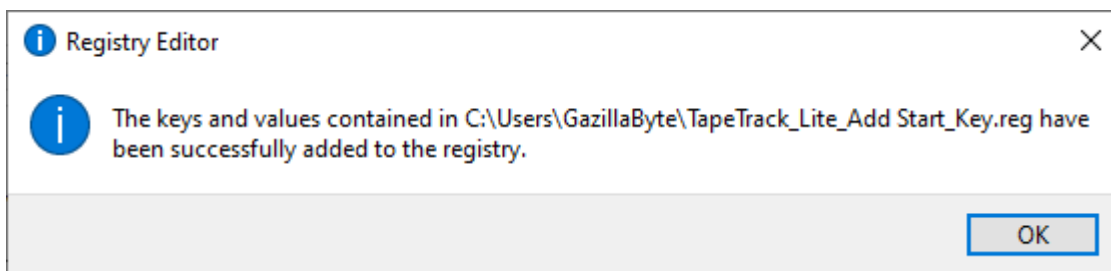 Registry Editor
The keys and values contained in C:\Users\GazillaByte\TapeTrack_Lite_Add Start_Key.reg have
been successfully added to the registry.
OK